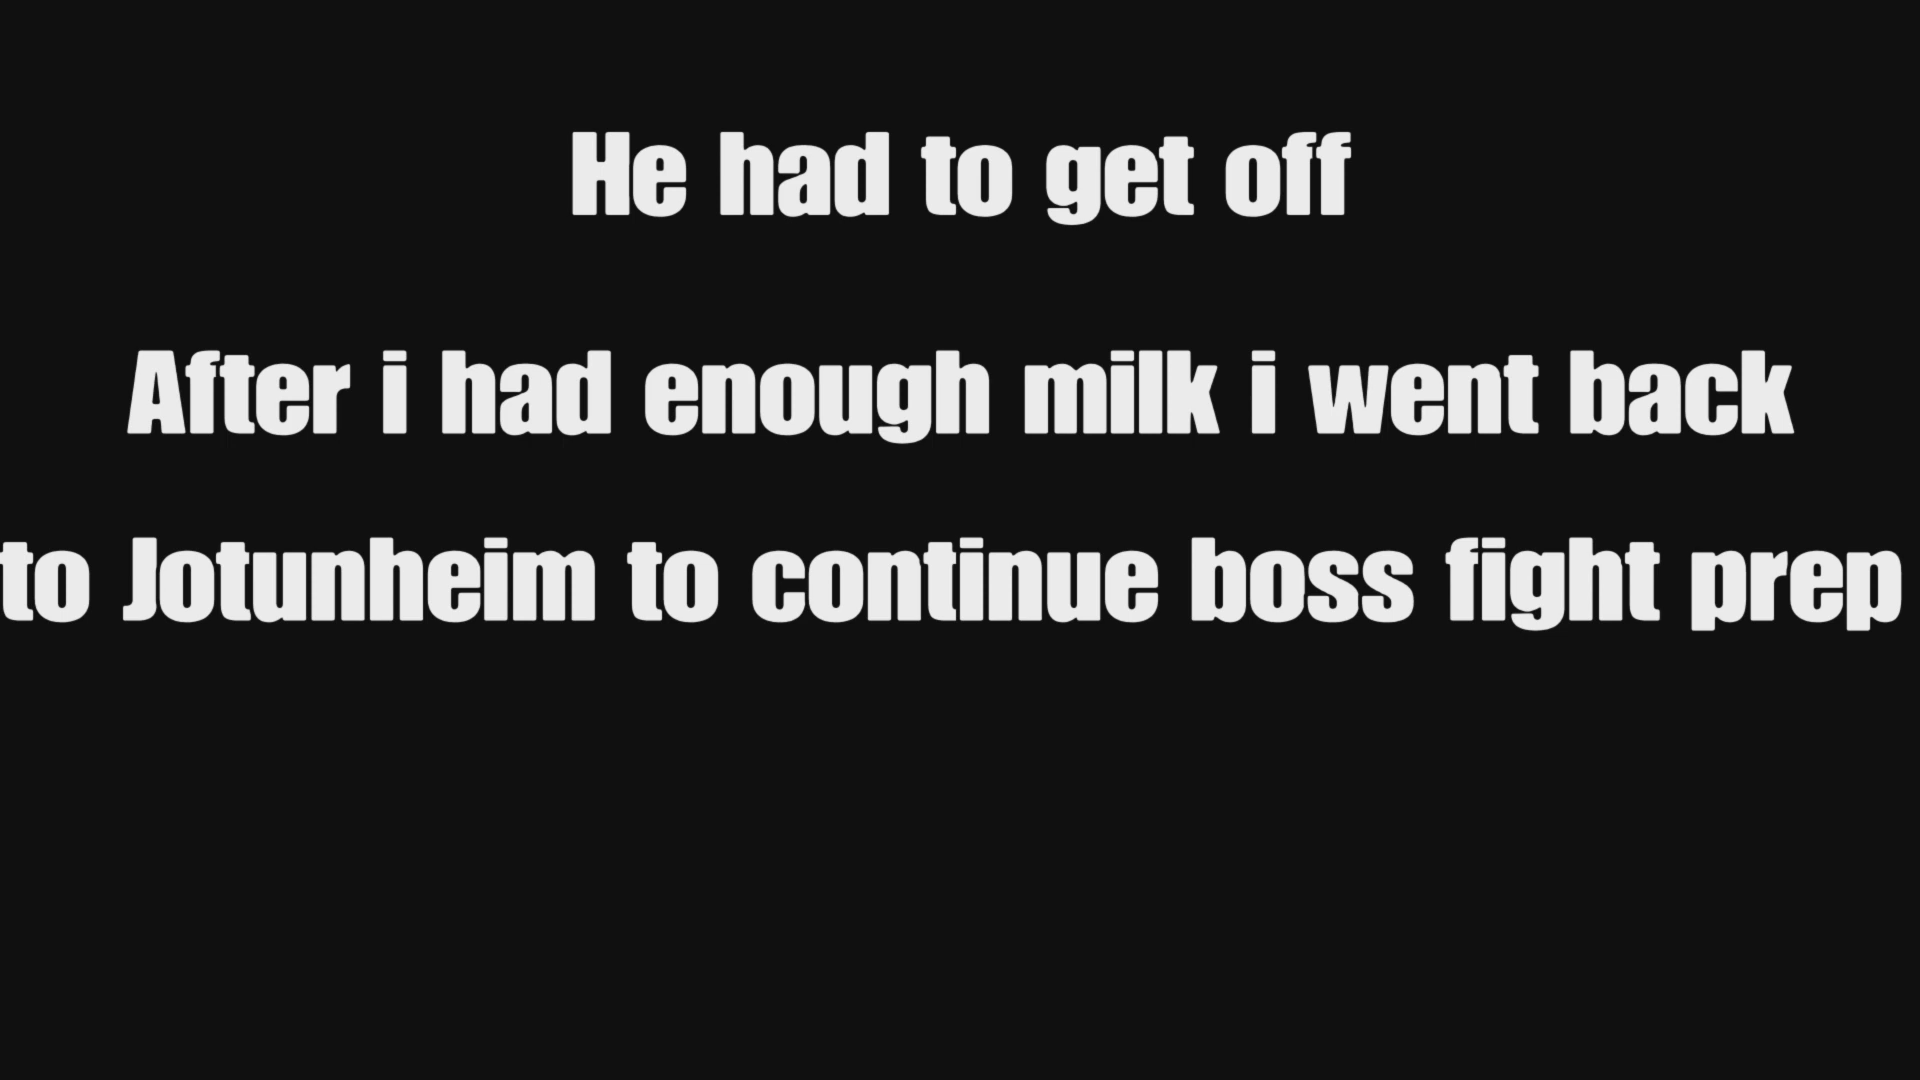 He had to get off
After i had enough milk i went back
to Jotunheim to continue boss fight prep